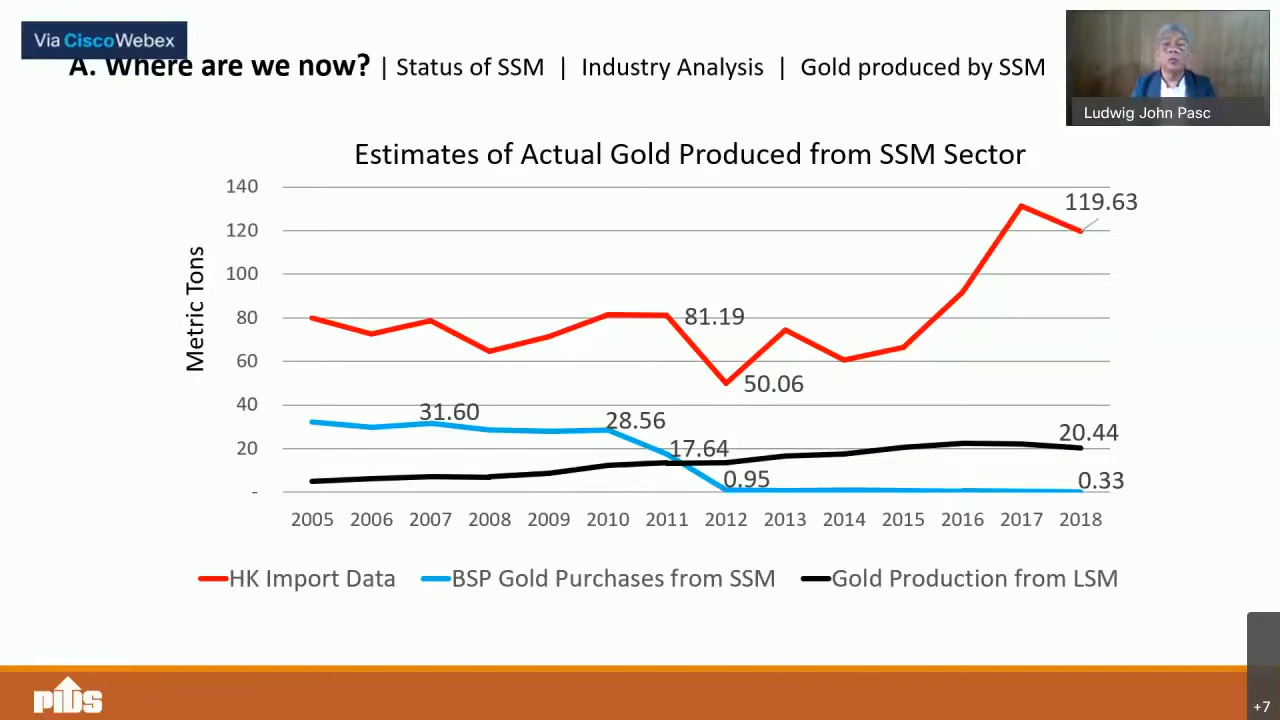 Via CiscoWebex
A. Where are we now? | Status of SSM | Industry Analysis | Gold produced by SSM
Ludwig John Pasc
Estimates of Actual Gold Produced from SSM Sector
Metric Tons
140
120
100
80
60
40
20
-
119.63
81.19
50.06
31.60
28.56
17.64
0.95
20.44
0.33
2005 2006 2007 2008 2009 2010 2011 2012 2013 2014 2015 2016 2017 2018
HK Import Data BSP Gold Purchases from SSM Gold Production from LSM
PIDS
+7